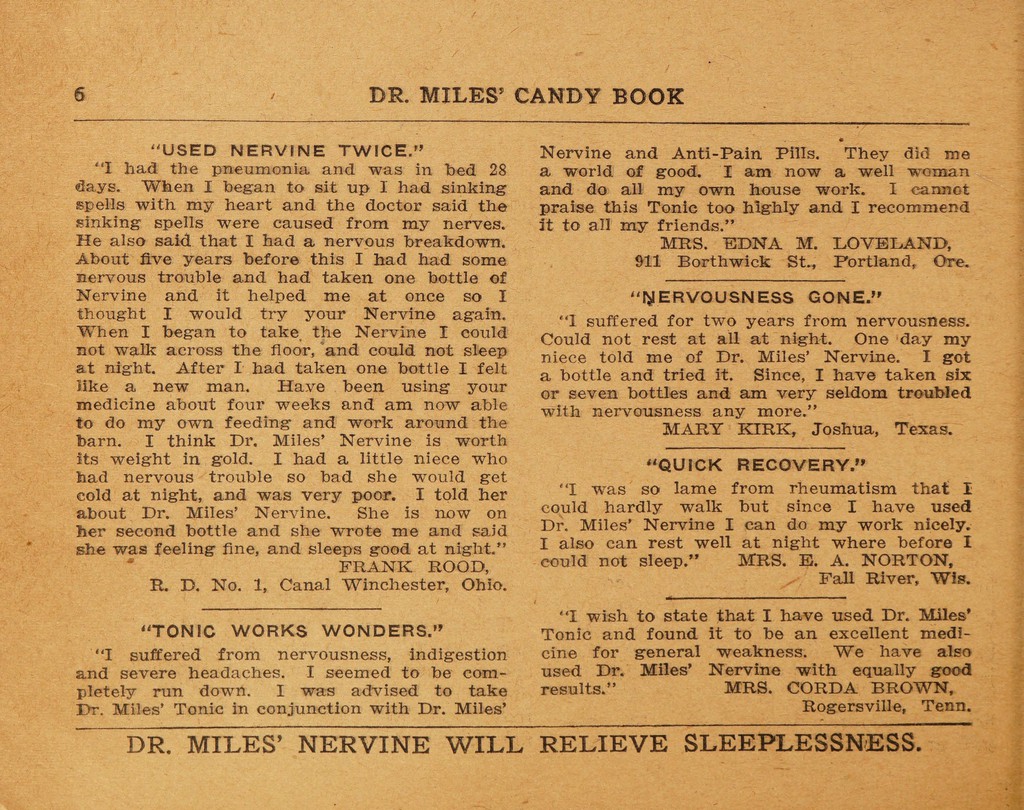 6
DR. MILES' CANDY BOOK
"USED NERVINE TWICE."
"I had the pneumonia and was in bed 28
days. When I began to sit up I had sinking
spells with my heart and the doctor said the
sinking spells were caused from my nerves.
He also said that I had a nervous breakdown.
About five years before this I had had some
nervous trouble and had taken one bottle of
Nervine and it helped me at once so I
thought I would try your Nervine again.
When I began to take the Nervine I could
not walk across the floor, and could not sleep
at night. After I had taken one bottle I felt
like a new man. Have been using your
medicine about four weeks and am now able
to do my own feeding and work around the
barn. I think Dr. Miles' Nervine is worth
its weight in gold. I had a little niece who
had nervous trouble so bad she would get
cold at night, and was very poor. I told her
about Dr. Miles' Nervine. She is now on
her second bottle and she wrote me and said
she was feeling fine, and sleeps good at night."
FRANK ROOD,
R. D. No. 1, Canal Winchester, Ohio.
"TONIC WORKS WONDERS."
"I suffered from nervousness, indigestion
and severe headaches. I seemed to be com-
pletely run down. I was advised to take
Dr. Miles' Tonic in conjunction with Dr. Miles'
Nervine and Anti-Pain Pills. They did me
a world of good. I am now a well woman
and do all my own house work. I cannot
praise this Tonic too highly and I recommend
it to all my friends."
MRS. EDNA M. LOVELAND,
911 Borthwick St., Portland, Ore.
"NERVOUSNESS GONE."
"I suffered for two years from nervousness.
Could not rest at all at night. One day my
niece told me of Dr. Miles' Nervine. I got
a bottle and tried it. Since, I have taken six
or seven bottles and am very seldom troubled
with nervousness any more."
MARY KIRK, Joshua, Texas.
"QUICK RECOVERY."
"I was so lame from rheumatism that I
could hardly walk but since I have used
Dr. Miles' Nervine I can do my work nicely.
I also can rest well at night where before I
could not sleep." MRS. E. A. NORTON,
Fall River, Wis.
"I wish to state that I have used Dr. Miles'
Tonic and found it to be an excellent medi-
cine for general weakness. We have also
used Dr. Miles' Nervine with equally good
results." MRS. CORDA BROWN,
Rogersville, Tenn.
DR. MILES' NERVINE WILL RELIEVE SLEEPLESSNESS.